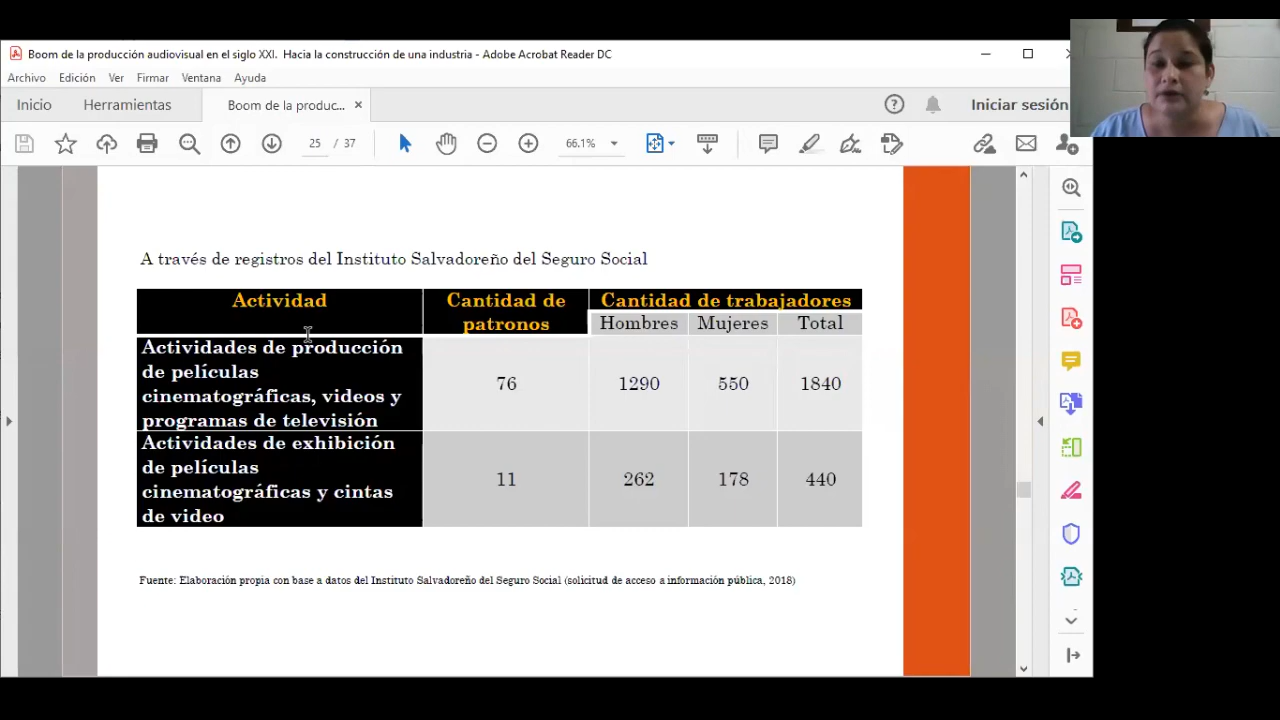 Boom de la producción audiovisual en el siglo XXI. Hacia la construcción de una industria - Adobe Acrobat Reader DC
Archivo Edición Ver Firmar Ventana Ayuda
Inicio Herramientas Boom de la produc... Iniciar sesión
25 / 37 66.1%
A través de registros del Instituto Salvadoreño del Seguro Social
Actividad Cantidad de patronos Cantidad de trabajadores
Hombres Mujeres Total
Actividades de producción
de películas
cinematográficas, videos y
programas de televisión
76 1290 550 1840
Actividades de exhibición
de películas
cinematográficas y cintas
de video
11 262 178 440
Fuente: Elaboración propia con base a datos del Instituto Salvadoreño del Seguro Social (solicitud de acceso a información pública, 2018)